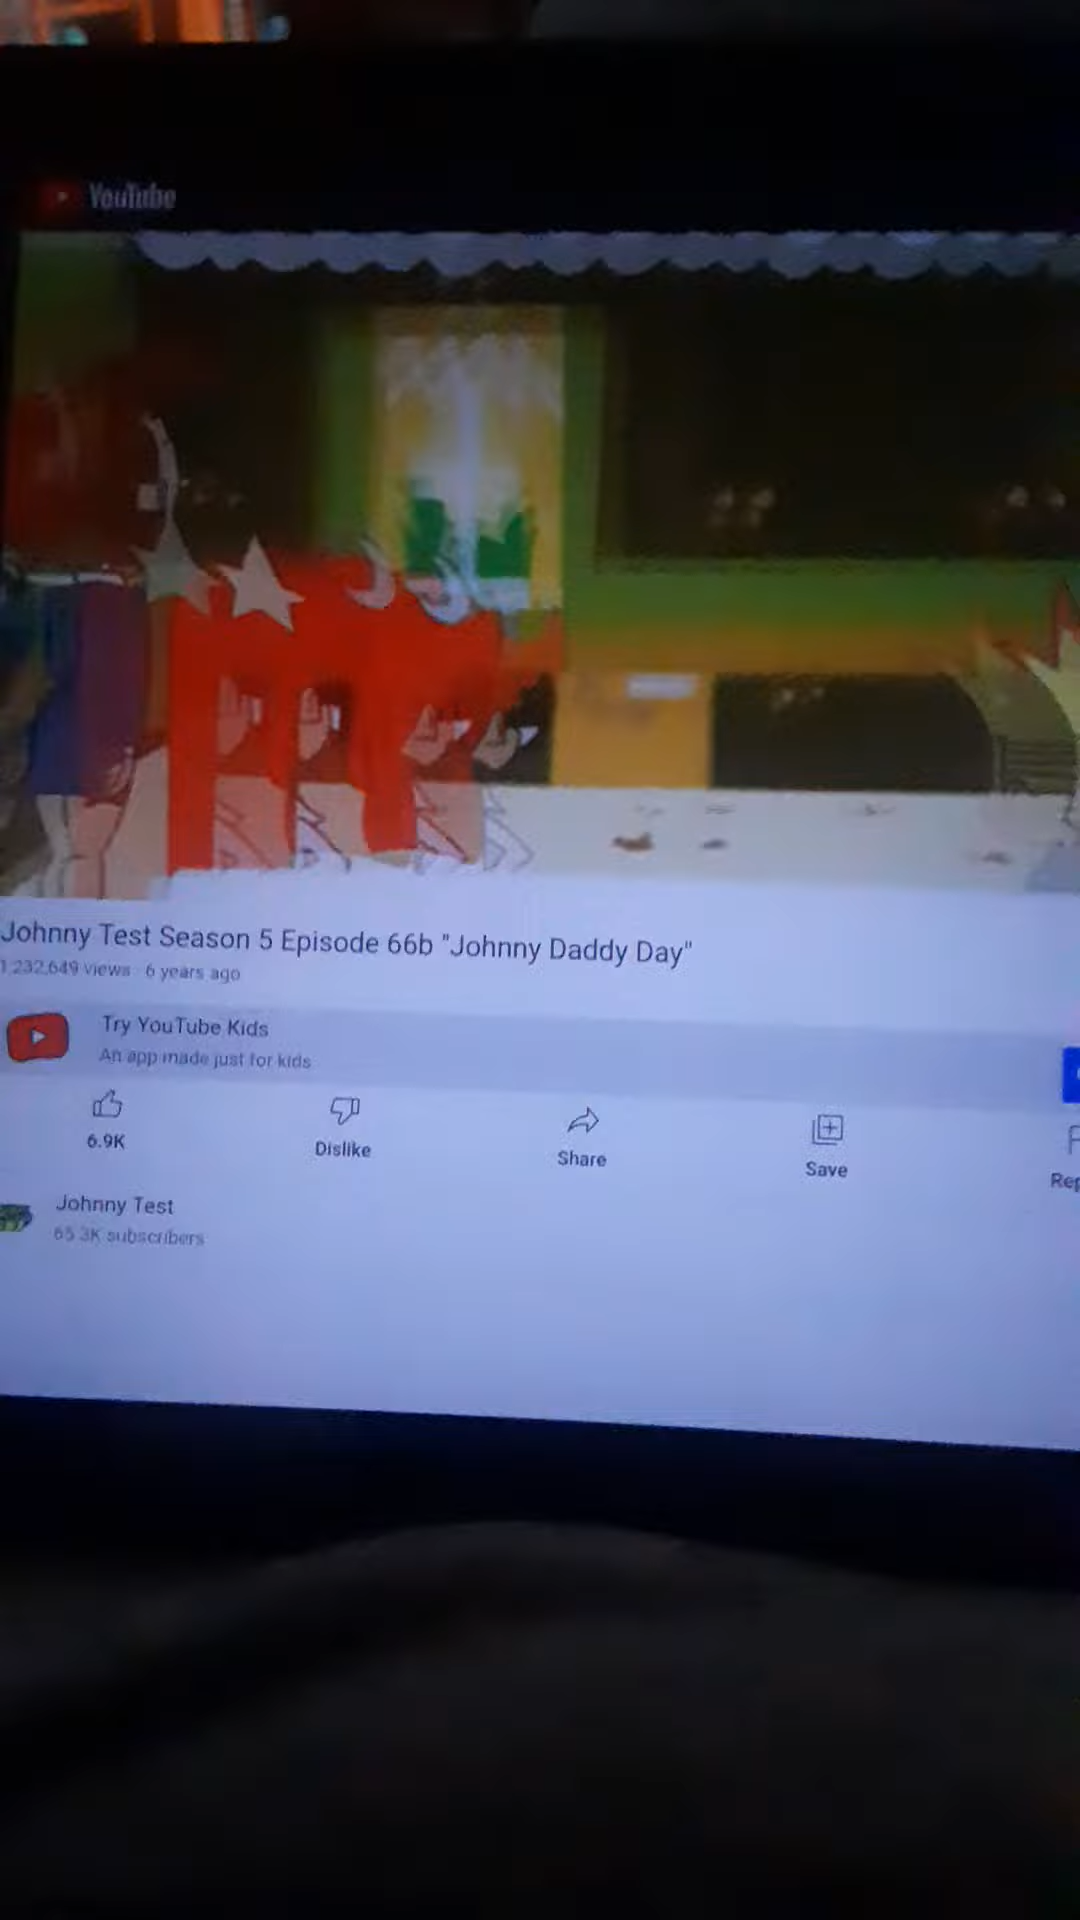 YouTube
Johnny Test Season 5 Episode 66b "Johnny Daddy Day"
1,232,649 views · 6 years ago
Try YouTube Kids
An app made just for kids
6.9K
Dislike
Share
Save
Rep
Johnny Test
65.3K subscribers